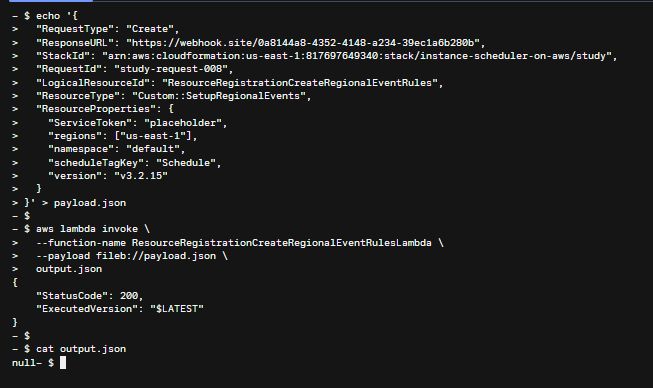 ~ $ echo '{
>   "RequestType": "Create",
>   "ResponseURL": "https://webhook.site/0a8144a8-4352-4148-a234-39ec1a6b280b",
>   "StackId": "arn:aws:cloudformation:us-east-1:817697649340:stack/instance-scheduler-on-aws/study",
>   "RequestId": "study-request-008",
>   "LogicalResourceId": "ResourceRegistrationCreateRegionalEventRules",
>   "ResourceType": "Custom::SetupRegionalEvents",
>   "ResourceProperties": {
>     "ServiceToken": "placeholder",
>     "regions": ["us-east-1"],
>     "namespace": "default",
>     "scheduleTagKey": "Schedule",
>     "version": "v3.2.15"
>   }
> }' > payload.json
~ $
~ $ aws lambda invoke \
>   --function-name ResourceRegistrationCreateRegionalEventRulesLambda \
>   --payload fileb://payload.json \
>   output.json
{
    "StatusCode": 200,
    "ExecutedVersion": "$LATEST"
}
~ $
~ $ cat output.json
null~ $